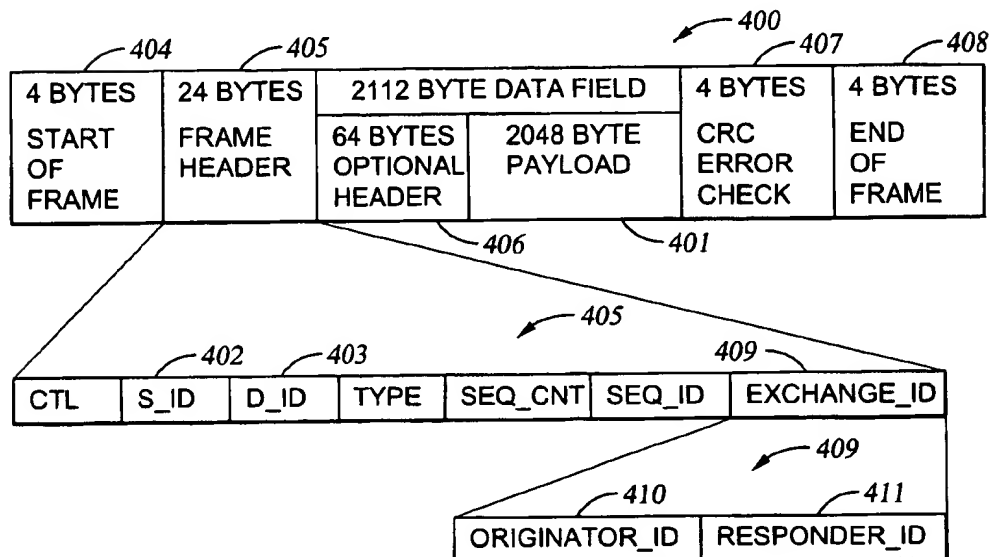 400
404
405
407
408
4 BYTES
START
OF
FRAME
24 BYTES
FRAME
HEADER
2112 BYTE DATA FIELD
64 BYTES
OPTIONAL
HEADER
2048 BYTE
PAYLOAD
4 BYTES
CRC
ERROR
CHECK
4 BYTES
END
OF
FRAME
406
401
405
402
403
409
CTL
S_ID
D_ID
TYPE
SEQ_CNT
SEQ_ID
EXCHANGE_ID
409
410
411
ORIGINATOR_ID
RESPONDER_ID